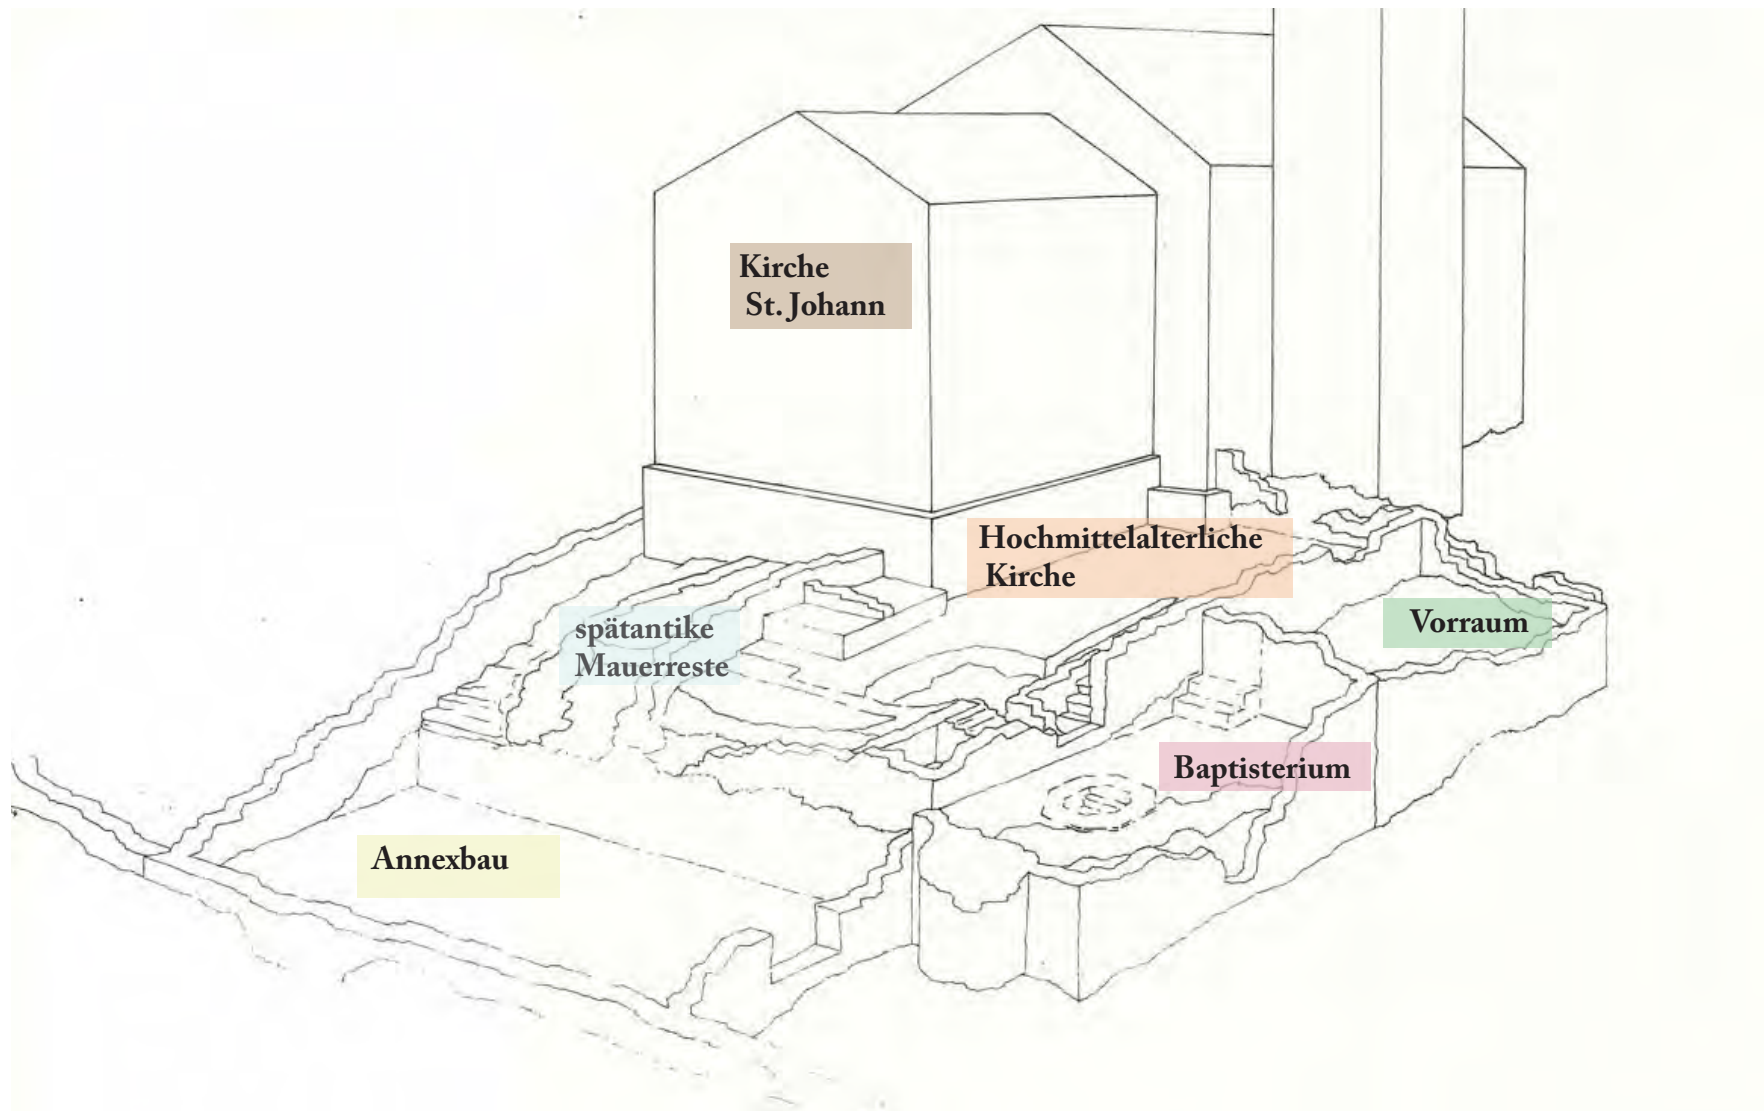 Kirche
St. Johann
Hochmittelalterliche
Kirche
spätantike
Mauerreste
Vorraum
Baptisterium
Annexbau